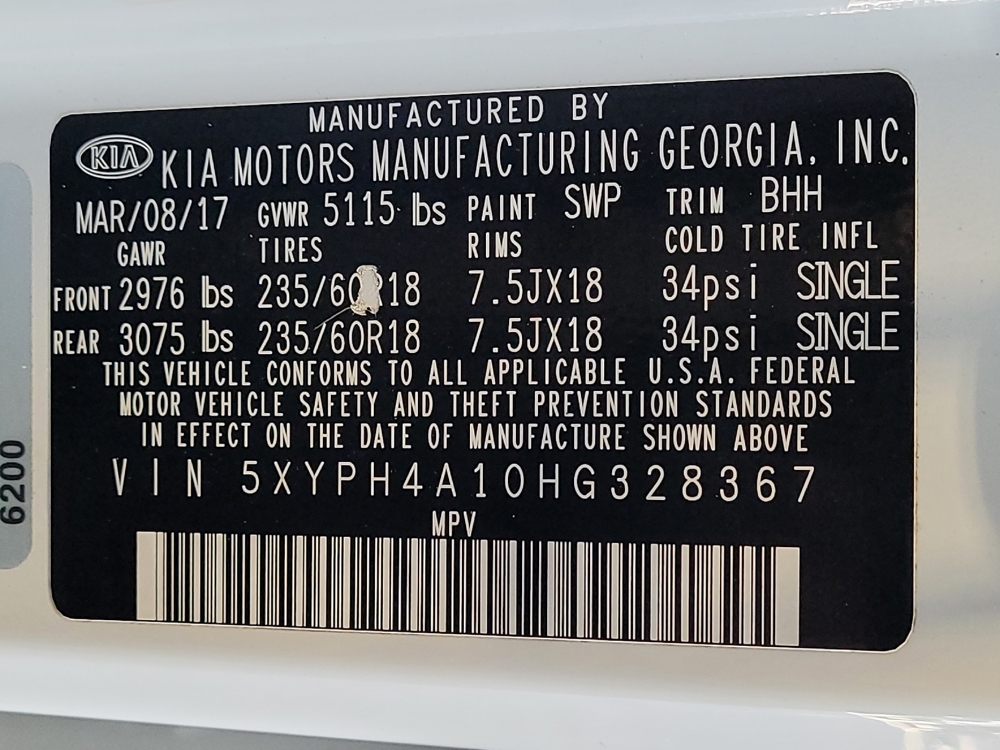 MANUFACTURED BY
KIA KIA MOTORS MANUFACTURING GEORGIA, INC.
MAR/08/17 GVWR 5115 lbs PAINT SWP TRIM BHH
GAWR TIRES RIMS COLD TIRE INFL
FRONT 2976 lbs 235/60R18 7.5JX18 34psi SINGLE
REAR 3075 lbs 235/60R18 7.5JX18 34psi SINGLE
THIS VEHICLE CONFORMS TO ALL APPLICABLE U.S.A. FEDERAL
MOTOR VEHICLE SAFETY AND THEFT PREVENTION STANDARDS
IN EFFECT ON THE DATE OF MANUFACTURE SHOWN ABOVE
VIN 5XYPH4A10HG328367
MPV
6200